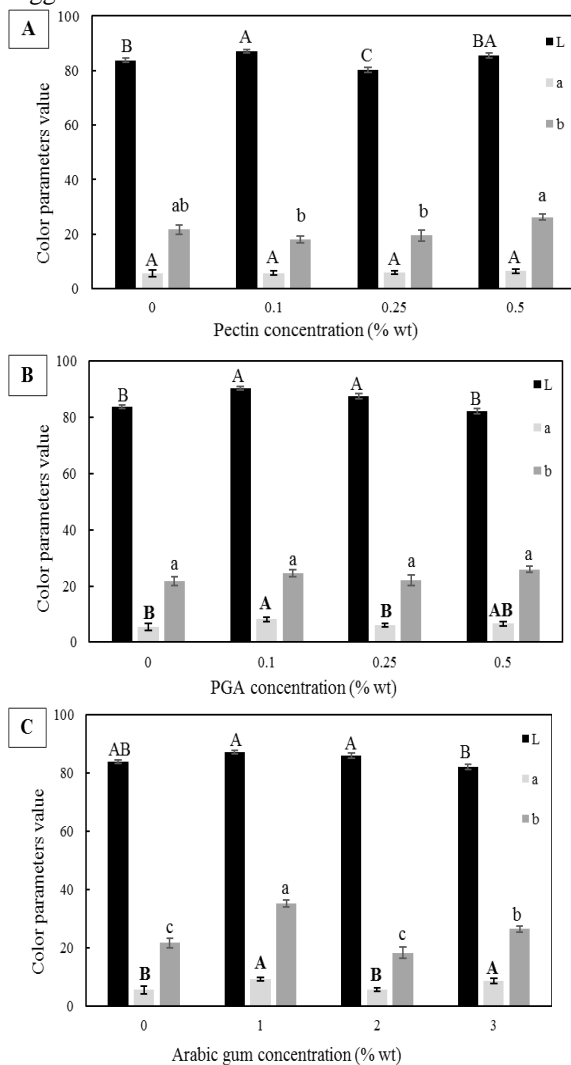 A
100
80
60
40
20
0
Color parameters value
B A C BA
ab b b a
A A A A
L
a
b
0 0.1 0.25 0.5
Pectin concentration (% wt)
B
100
80
60
40
20
0
Color parameters value
B A A B
a a a a
B A B AB
L
a
b
0 0.1 0.25 0.5
PGA concentration (% wt)
C
100
80
60
40
20
0
Color parameters value
AB A A B
c a c b
B A B A
L
a
b
0 1 2 3
Arabic gum concentration (% wt)